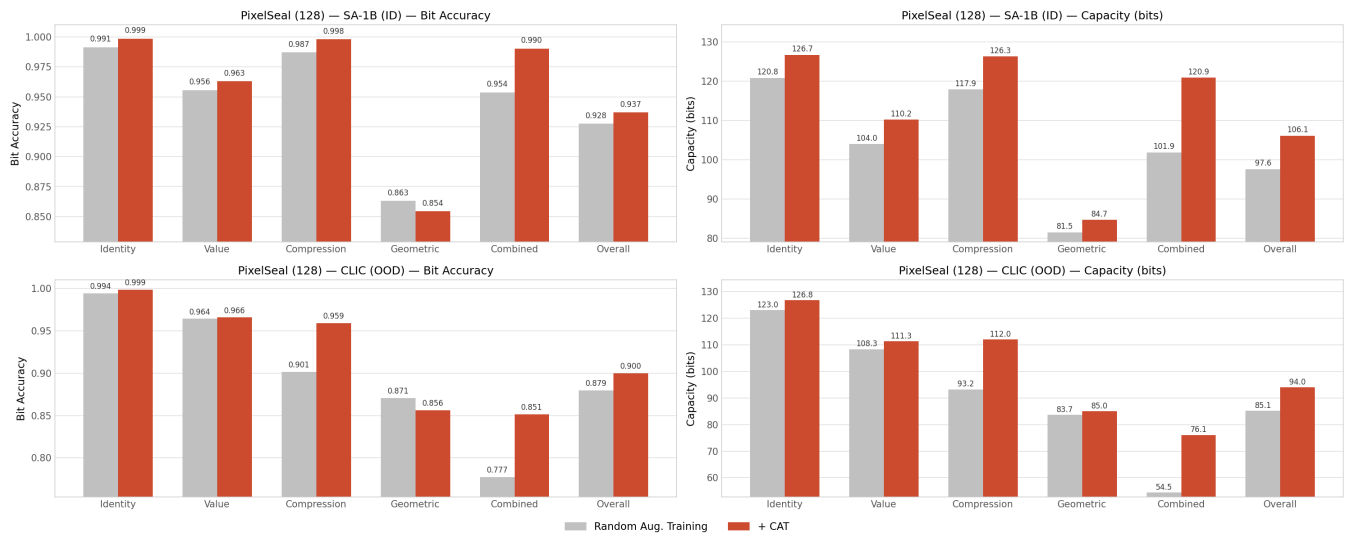 PixelSeal (128) — SA-1B (ID) — Bit Accuracy
Bit Accuracy
1.000
0.975
0.950
0.925
0.900
0.875
0.850
0.991
0.999
0.956
0.963
0.987
0.998
0.863
0.854
0.954
0.990
0.928
0.937
Identity
Value
Compression
Geometric
Combined
Overall
PixelSeal (128) — SA-1B (ID) — Capacity (bits)
Capacity (bits)
130
120
110
100
90
80
120.8
126.7
104.0
110.2
117.9
126.3
81.5
84.7
101.9
120.9
97.6
106.1
Identity
Value
Compression
Geometric
Combined
Overall
PixelSeal (128) — CLIC (OOD) — Bit Accuracy
Bit Accuracy
1.00
0.95
0.90
0.85
0.80
0.994
0.999
0.964
0.966
0.901
0.959
0.871
0.856
0.777
0.851
0.879
0.900
Identity
Value
Compression
Geometric
Combined
Overall
PixelSeal (128) — CLIC (OOD) — Capacity (bits)
Capacity (bits)
130
120
110
100
90
80
70
60
123.0
126.8
108.3
111.3
93.2
112.0
83.7
85.0
54.5
76.1
85.1
94.0
Identity
Value
Compression
Geometric
Combined
Overall
Random Aug. Training
+ CAT